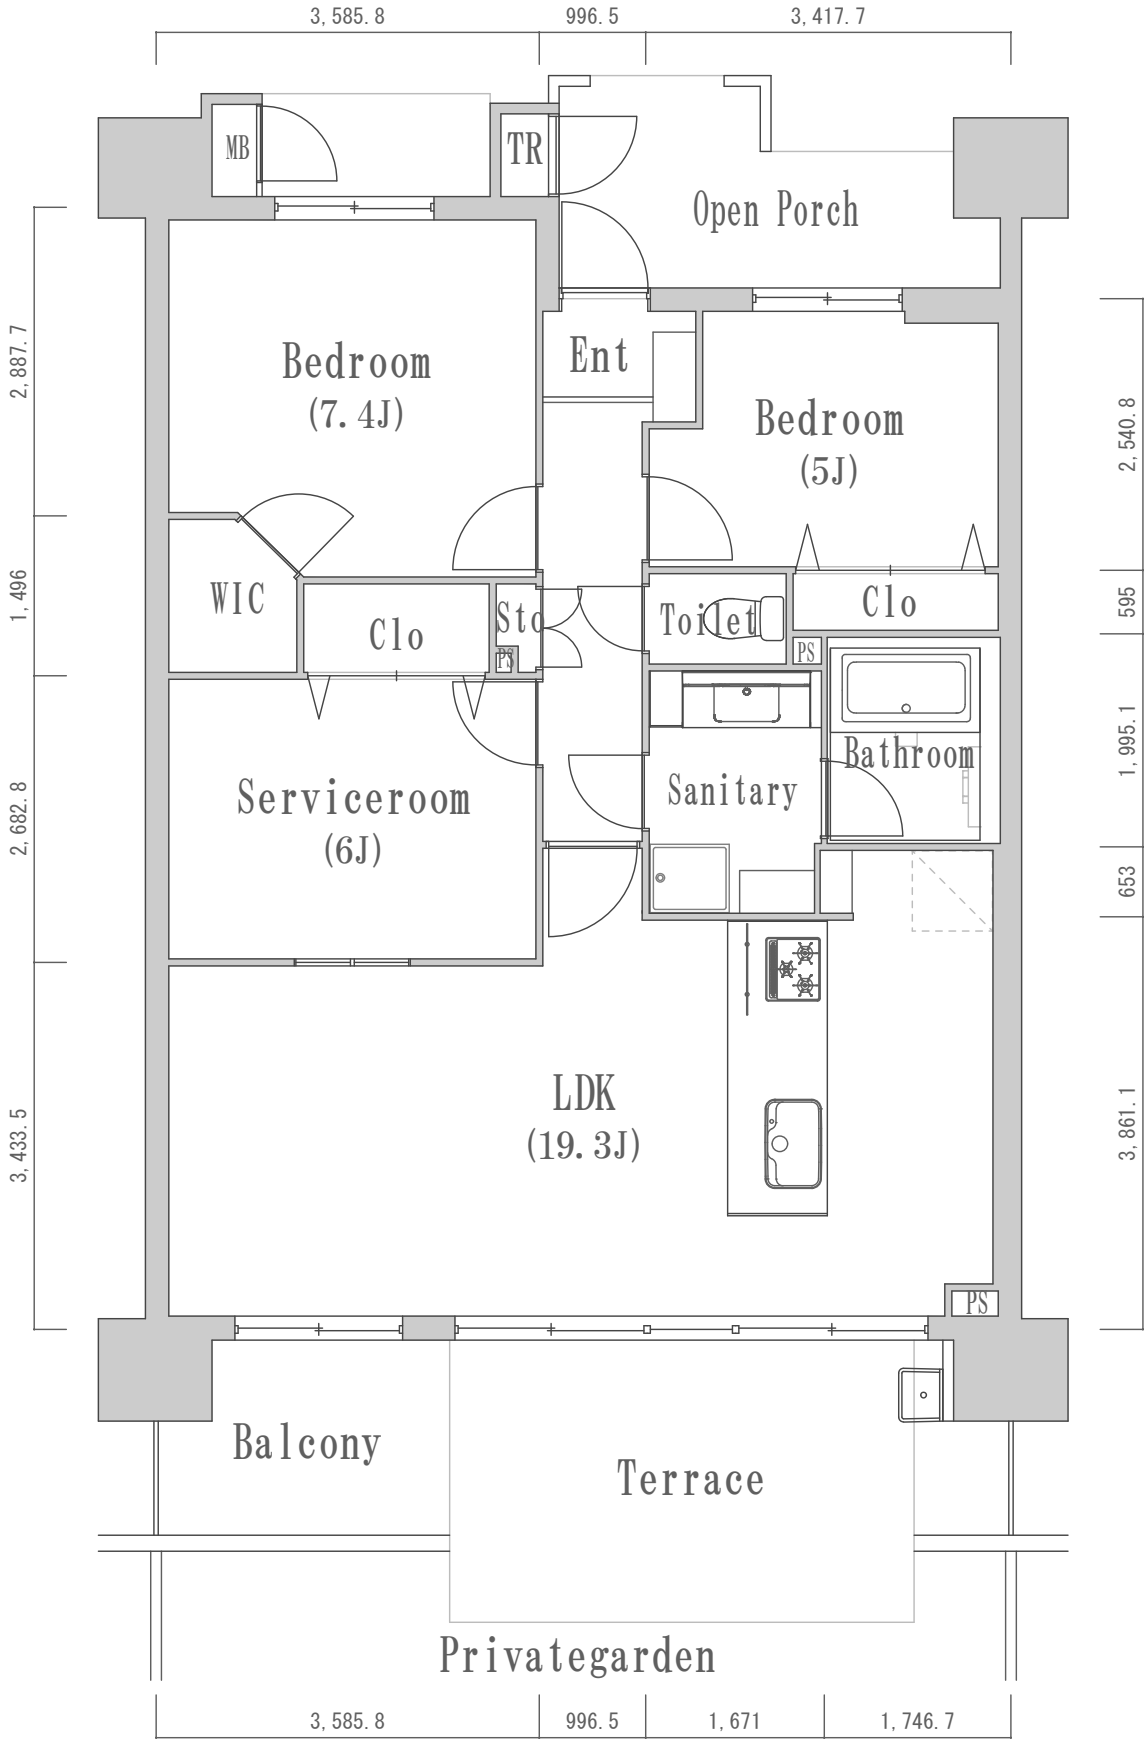 3,585.8 996.5 3,417.7
MB
TR
Open Porch
2,887.7
Ent
Bedroom
(7.4J)
Bedroom
(5J)
2,540.8
1,496
WIC
Clo
Sto
PS
Toilet
Clo
595
PS
Bathroom
1,995.1
Sanitary
Serviceroom
(6J)
2,682.8
653
LDK
(19.3J)
3,433.5
3,861.1
PS
Balcony
Terrace
Privategarden
3,585.8 996.5 1,671 1,746.7